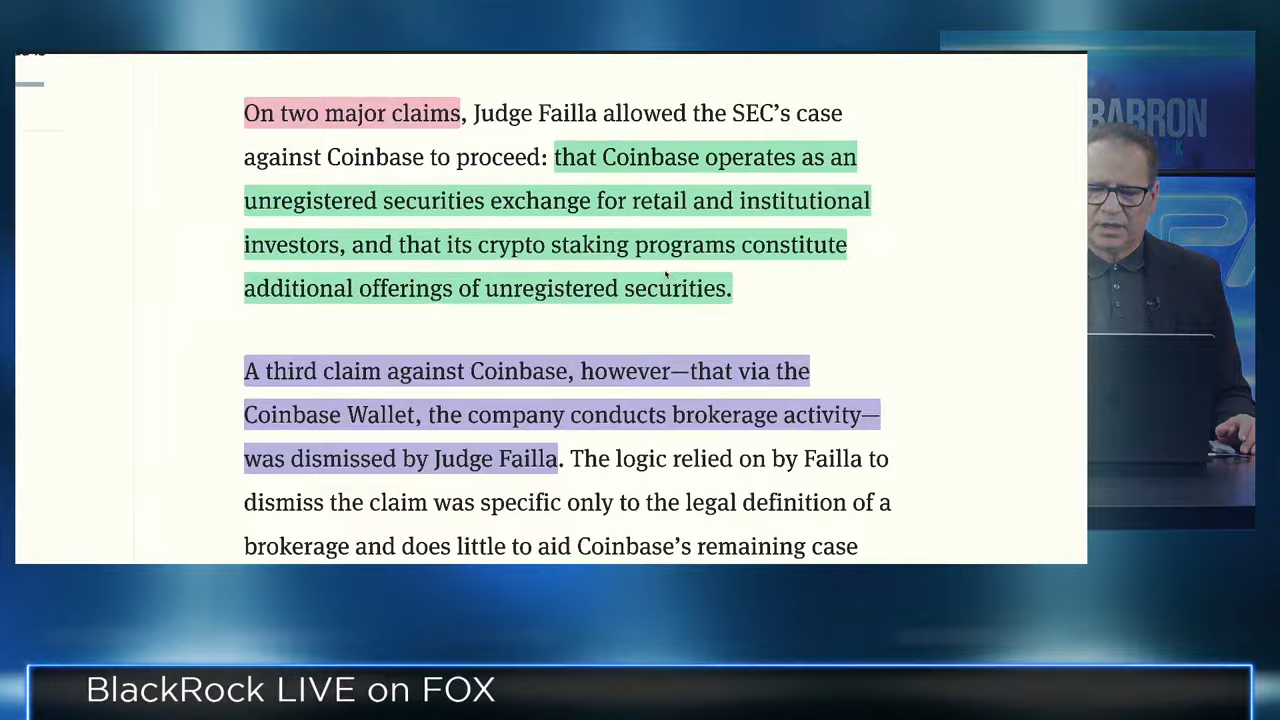 On two major claims, Judge Failla allowed the SEC’s case
against Coinbase to proceed: that Coinbase operates as an
unregistered securities exchange for retail and institutional
investors, and that its crypto staking programs constitute
additional offerings of unregistered securities.
A third claim against Coinbase, however—that via the
Coinbase Wallet, the company conducts brokerage activity—
was dismissed by Judge Failla. The logic relied on by Failla to
dismiss the claim was specific only to the legal definition of a
brokerage and does little to aid Coinbase’s remaining case
BARRON
BlackRock LIVE on FOX